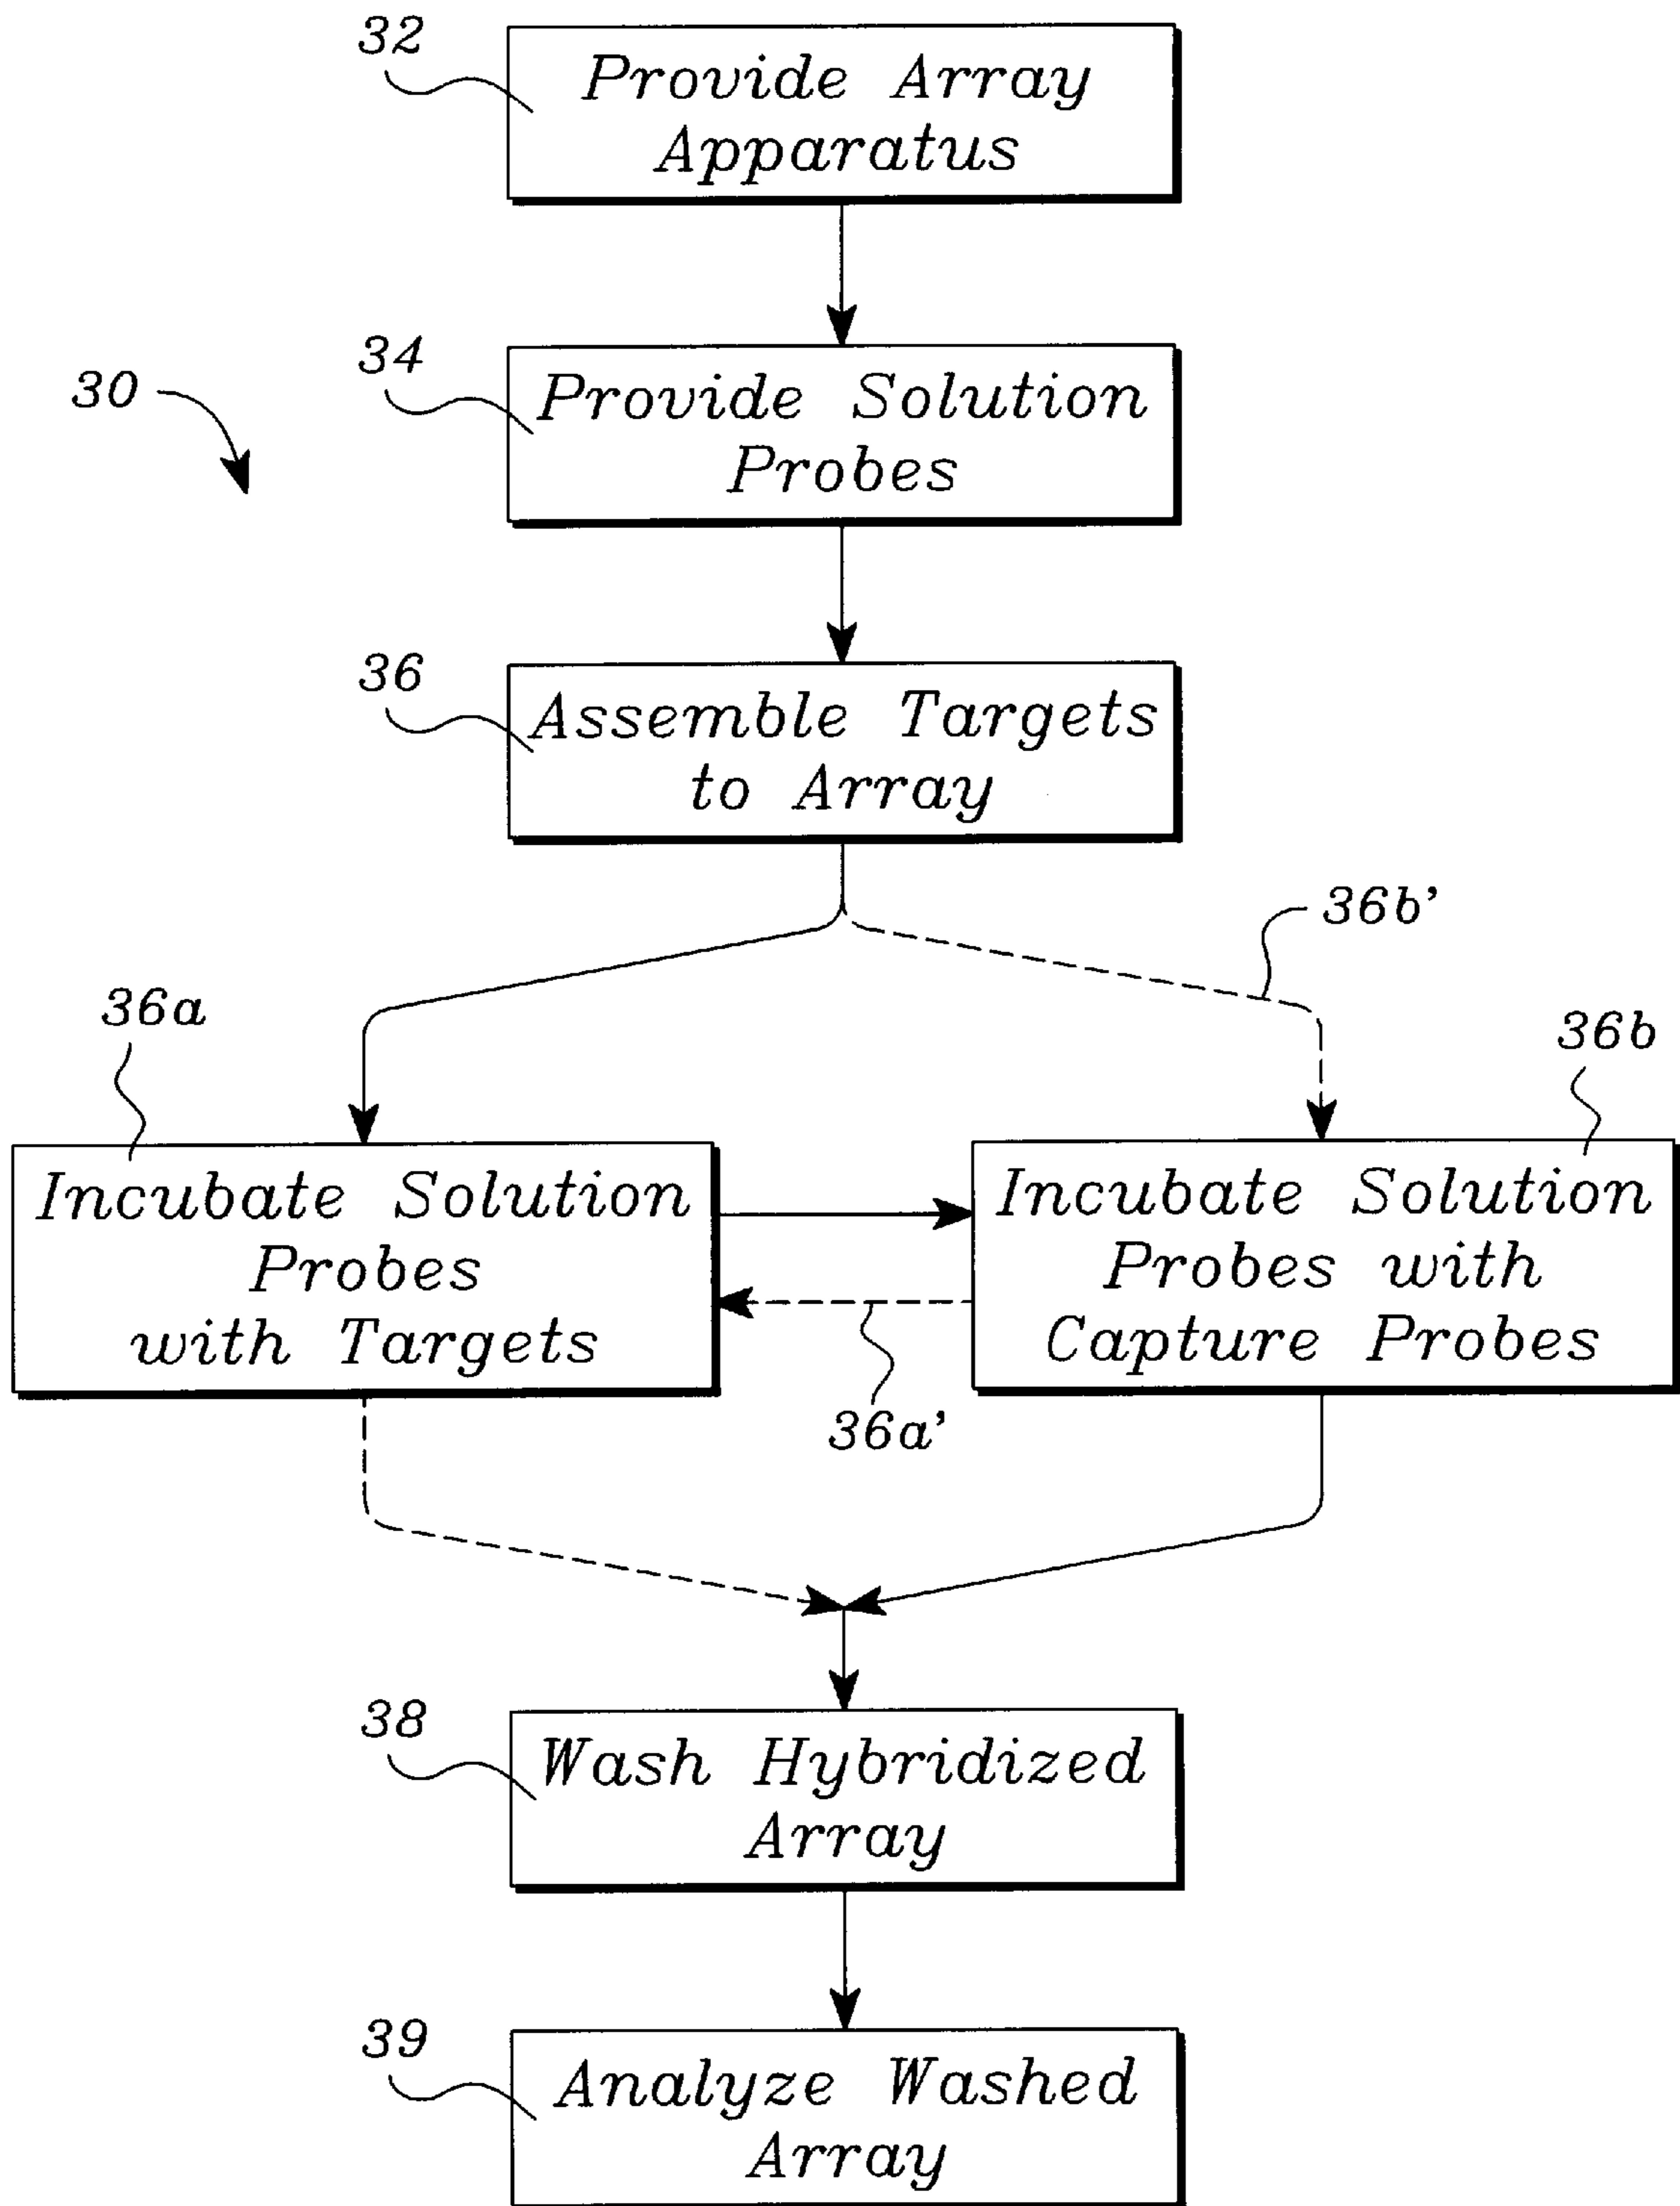 32
Provide Array
Apparatus
34
30
Provide Solution
Probes
36
Assemble Targets
to Array
36b'
36a
36b
Incubate Solution
Probes
with Targets
Incubate Solution
Probes with
Capture Probes
36a'
38
Wash Hybridized
Array
39
Analyze Washed
Array